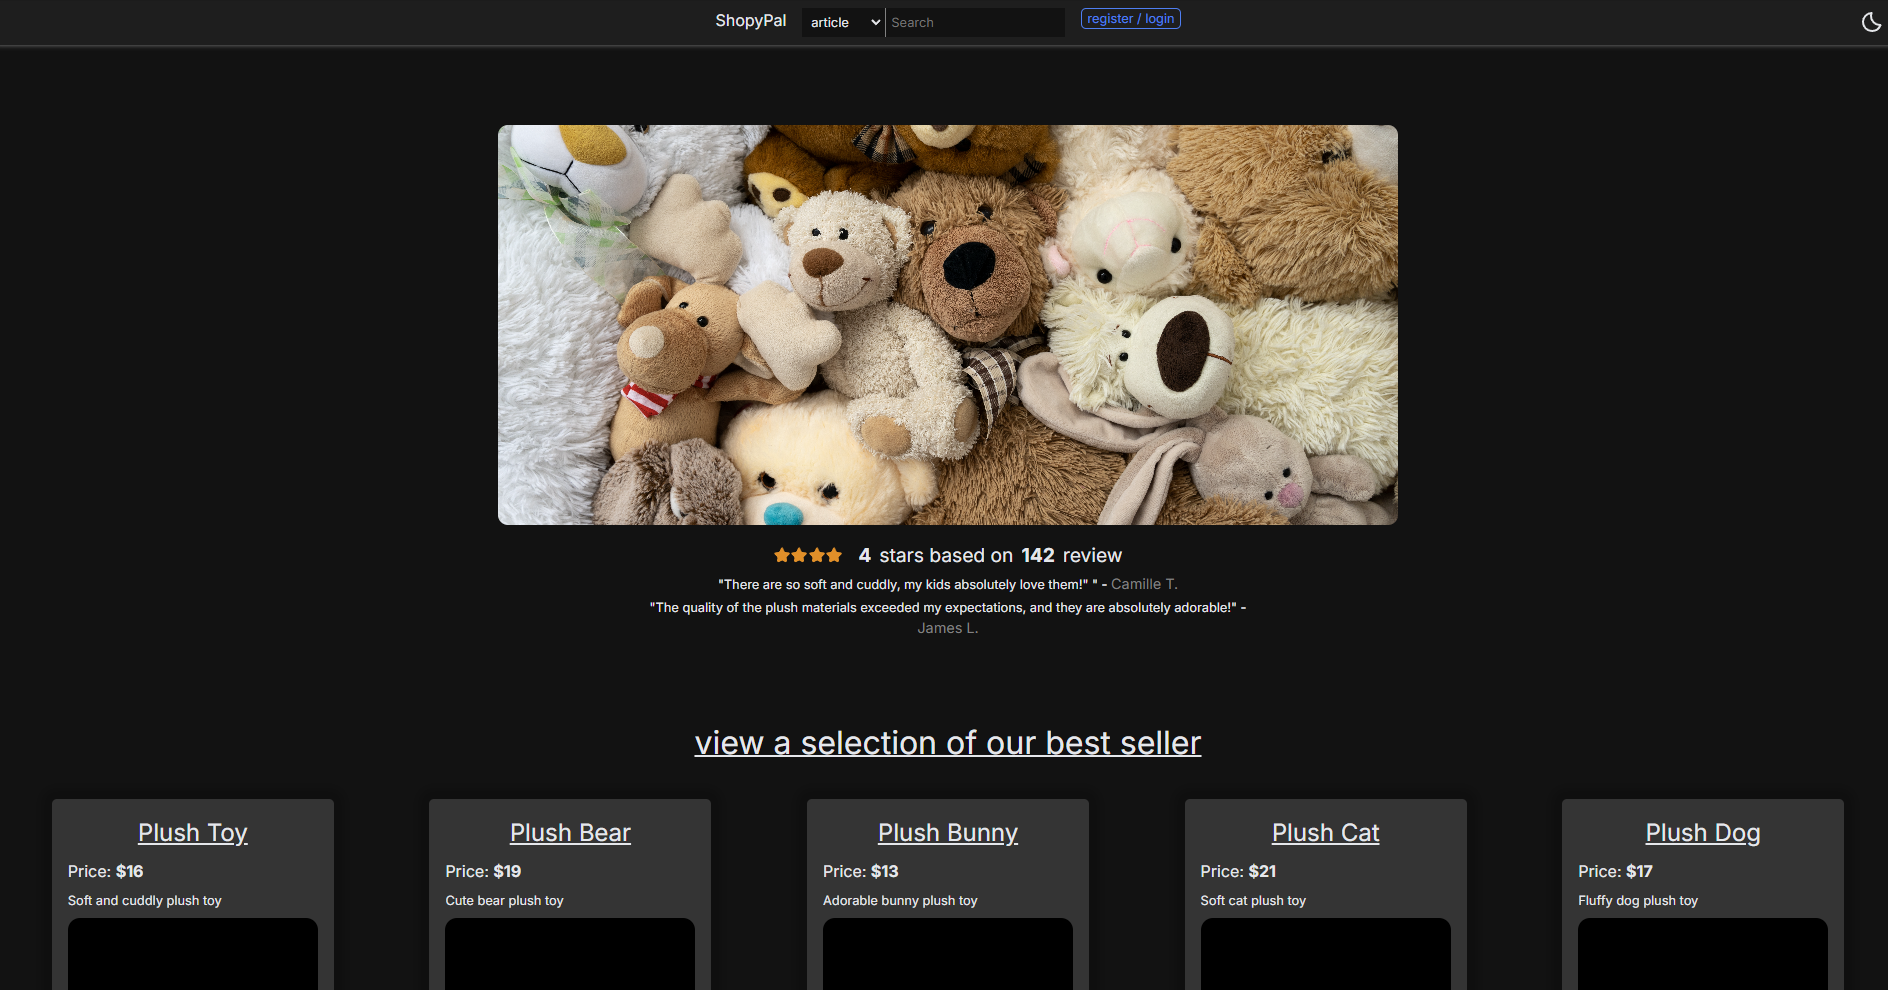 ShopyPal article Search register / login
4 stars based on 142 review
"There are so soft and cuddly, my kids absolutely love them!" " - Camille T.
"The quality of the plush materials exceeded my expectations, and they are absolutely adorable!" -
James L.
view a selection of our best seller
Plush Toy
Price: $16
Soft and cuddly plush toy
Plush Bear
Price: $19
Cute bear plush toy
Plush Bunny
Price: $13
Adorable bunny plush toy
Plush Cat
Price: $21
Soft cat plush toy
Plush Dog
Price: $17
Fluffy dog plush toy